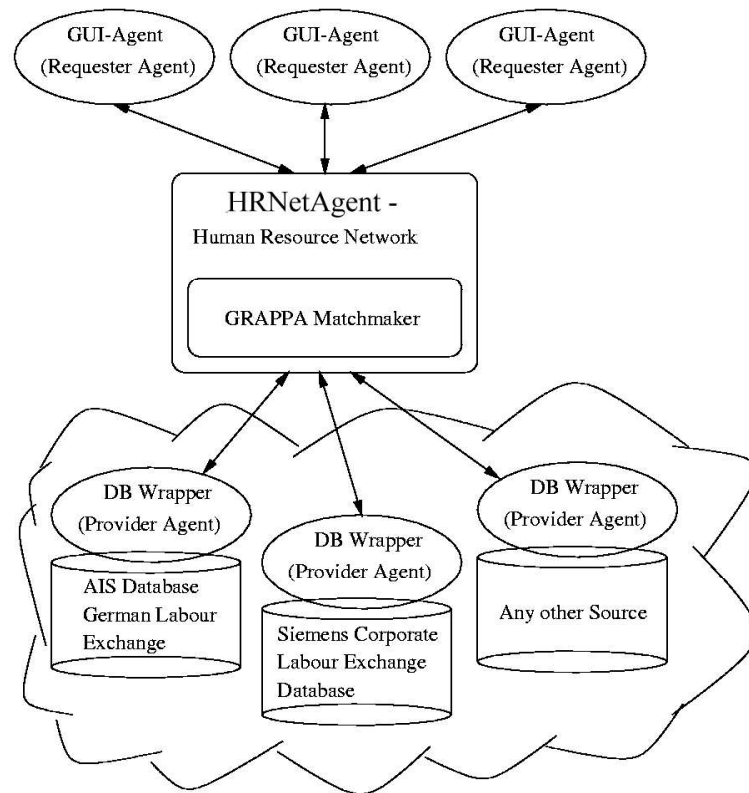 GUI-Agent
(Requester Agent)
GUI-Agent
(Requester Agent)
GUI-Agent
(Requester Agent)
HRNetAgent -
Human Resource Network
GRAPPA Matchmaker
DB Wrapper
(Provider Agent)
AIS Database
German Labour
Exchange
DB Wrapper
(Provider Agent)
Siemens Corporate
Labour Exchange
Database
DB Wrapper
(Provider Agent)
Any other Source